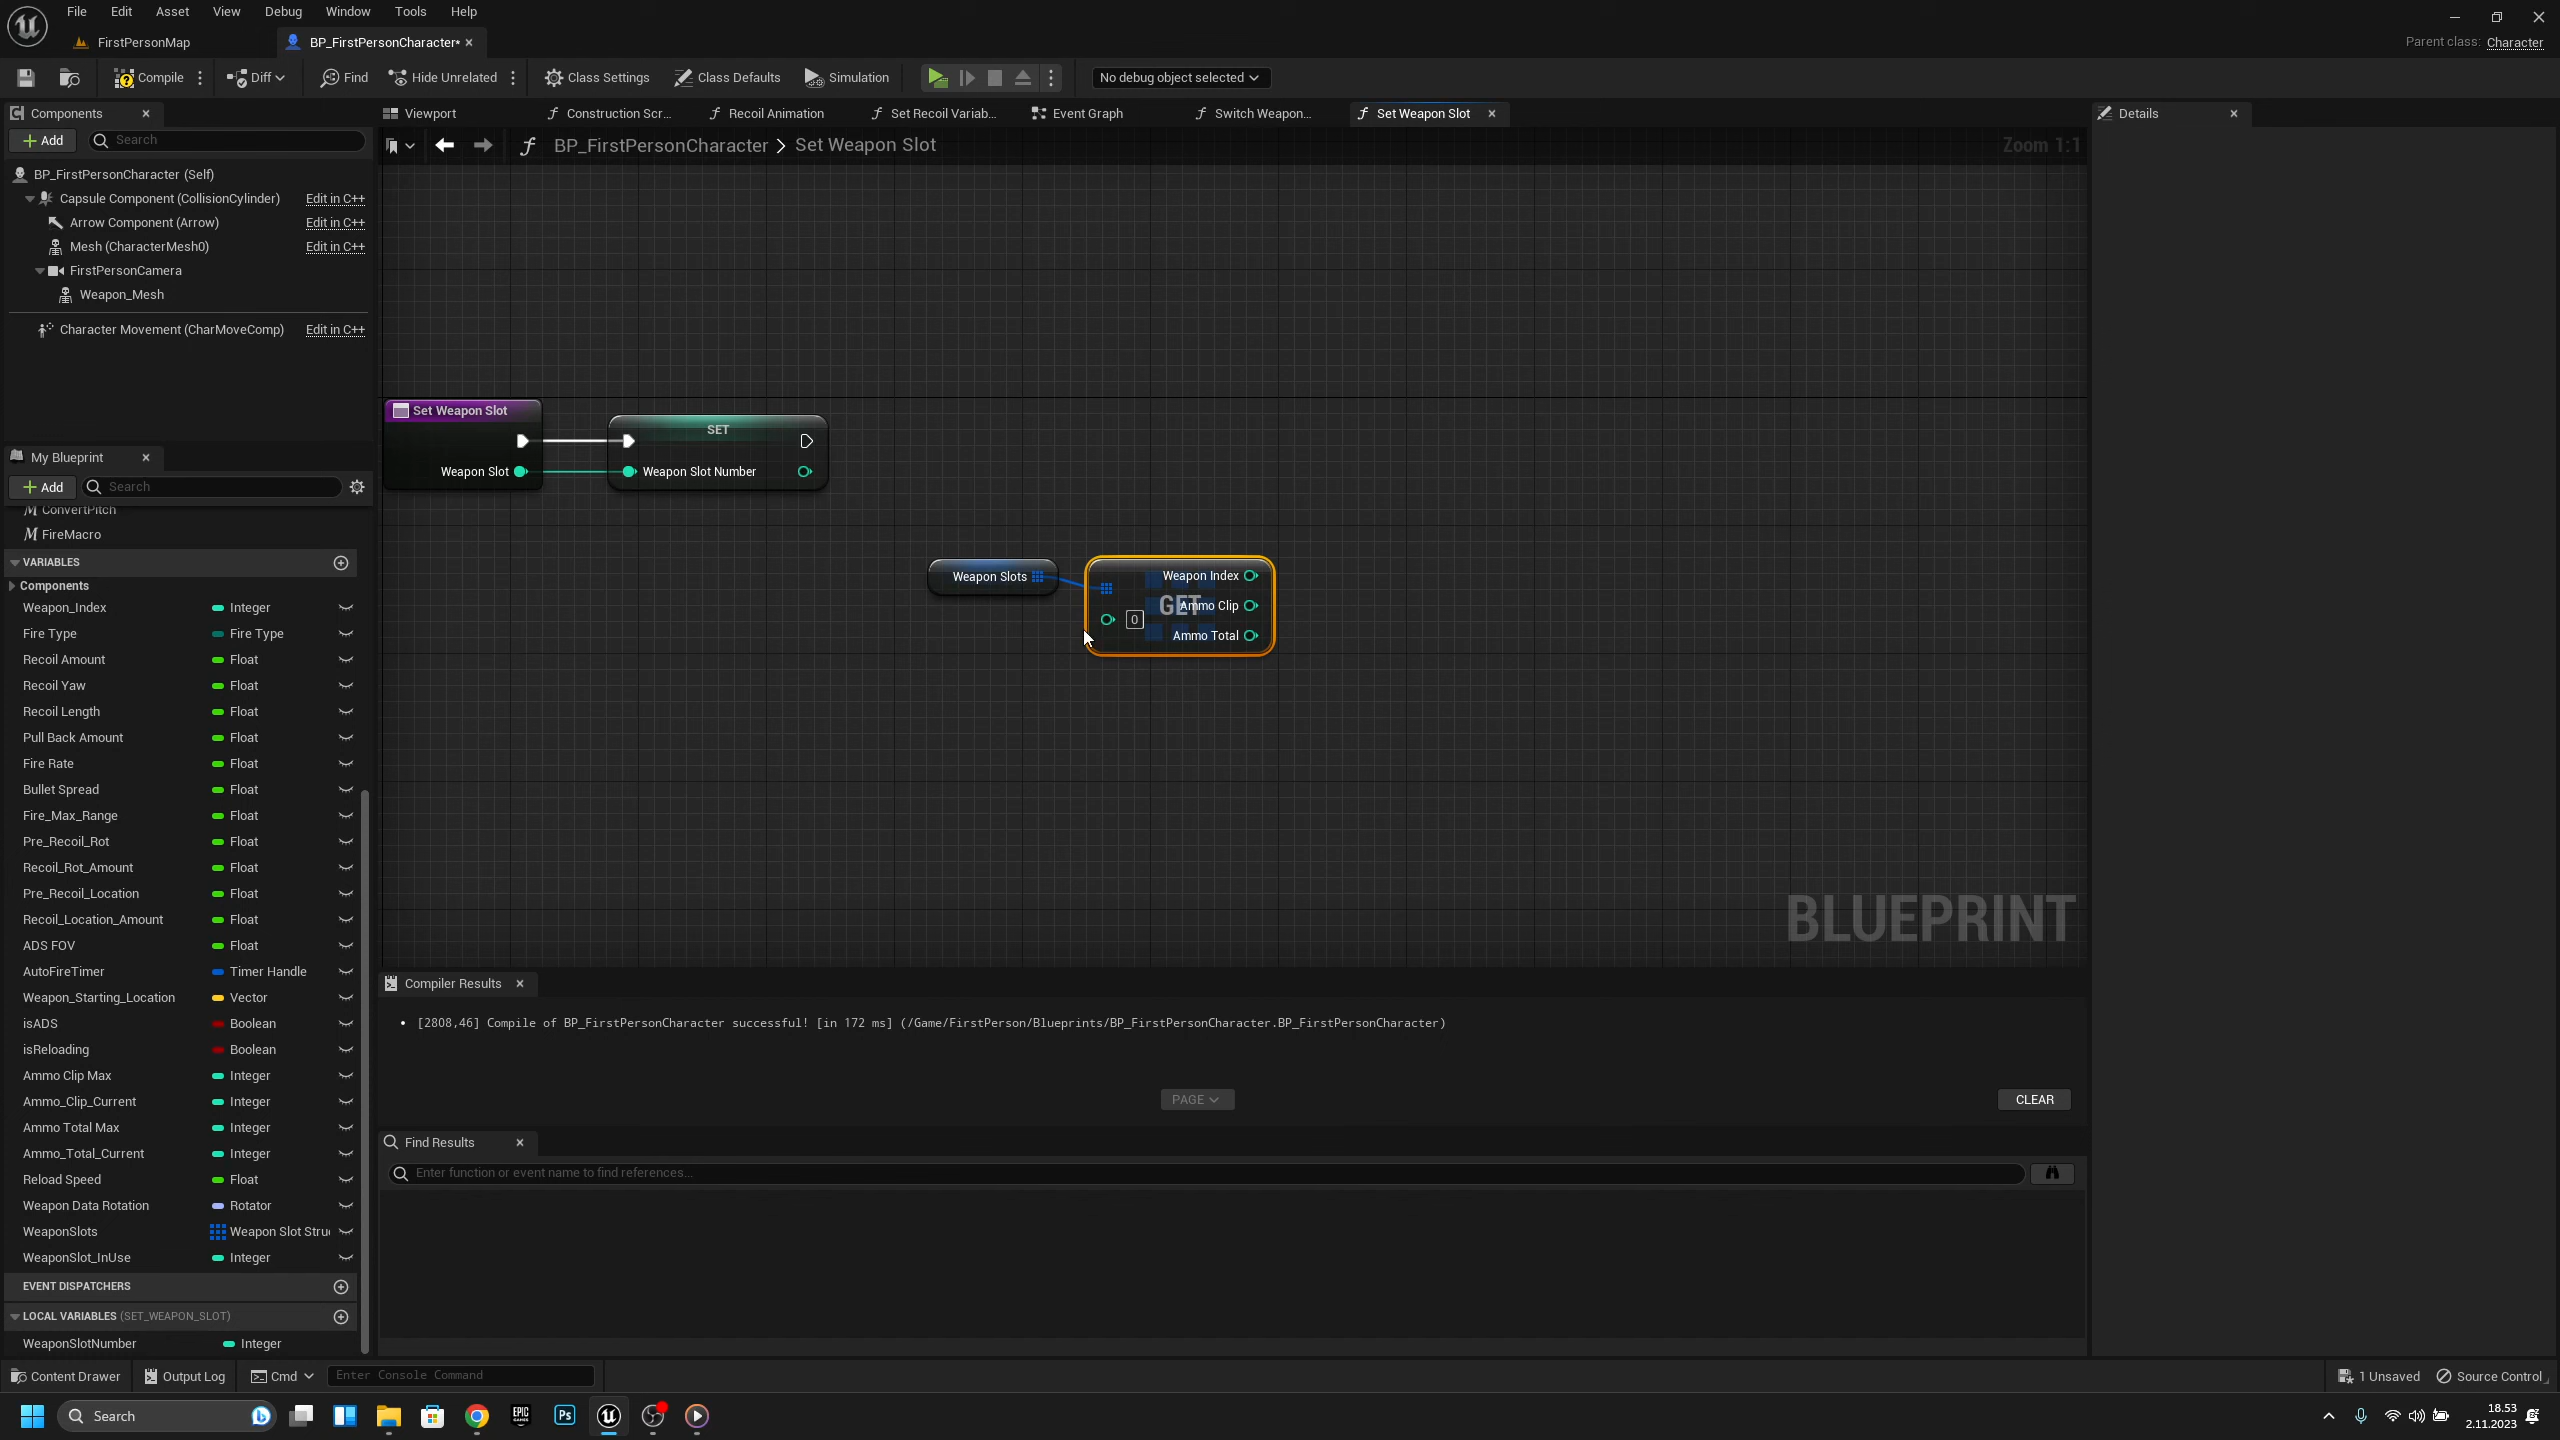 File Edit Asset View Debug Window Tools Help
FirstPersonMap
BP_FirstPersonCharacter*
Parent class: Character
Compile
Diff
Find
Hide Unrelated
Class Settings
Class Defaults
Simulation
No debug object selected
Components
Viewport
Construction Scr...
Recoil Animation
Set Recoil Variab...
Event Graph
Switch Weapon...
Set Weapon Slot
Details
Add
Search
BP_FirstPersonCharacter > Set Weapon Slot
Zoom 1:1
BP_FirstPersonCharacter (Self)
Capsule Component (CollisionCylinder) Edit in C++
Arrow Component (Arrow) Edit in C++
Mesh (CharacterMesh0) Edit in C++
FirstPersonCamera
Weapon_Mesh
Character Movement (CharMoveComp) Edit in C++
Set Weapon Slot
Weapon Slot
SET
Weapon Slot Number
Weapon Slots
GET
0
Weapon Index
Ammo Clip
Ammo Total
BLUEPRINT
My Blueprint
Add
Search
ConvertPitch
FireMacro
VARIABLES
Components
Weapon_Index Integer
Fire Type Fire Type
Recoil Amount Float
Recoil Yaw Float
Recoil Length Float
Pull Back Amount Float
Fire Rate Float
Bullet Spread Float
Fire_Max_Range Float
Pre_Recoil_Rot Float
Recoil_Rot_Amount Float
Pre_Recoil_Location Float
Recoil_Location_Amount Float
ADS FOV Float
AutoFireTimer Timer Handle
Weapon_Starting_Location Vector
isADS Boolean
isReloading Boolean
Ammo Clip Max Integer
Ammo_Clip_Current Integer
Ammo Total Max Integer
Ammo_Total_Current Integer
Reload Speed Float
Weapon Data Rotation Rotator
WeaponSlots Weapon Slot Stru
WeaponSlot_InUse Integer
EVENT DISPATCHERS
LOCAL VARIABLES (SET_WEAPON_SLOT)
WeaponSlotNumber Integer
Compiler Results
[2808,46] Compile of BP_FirstPersonCharacter successful! [in 172 ms] (/Game/FirstPerson/Blueprints/BP_FirstPersonCharacter.BP_FirstPersonCharacter)
PAGE
CLEAR
Find Results
Enter function or event name to find references...
Content Drawer
Output Log
Cmd
Enter Console Command
1 Unsaved
Source Control
Search
EPIC GAMES
Ps
18.53
2.11.2023